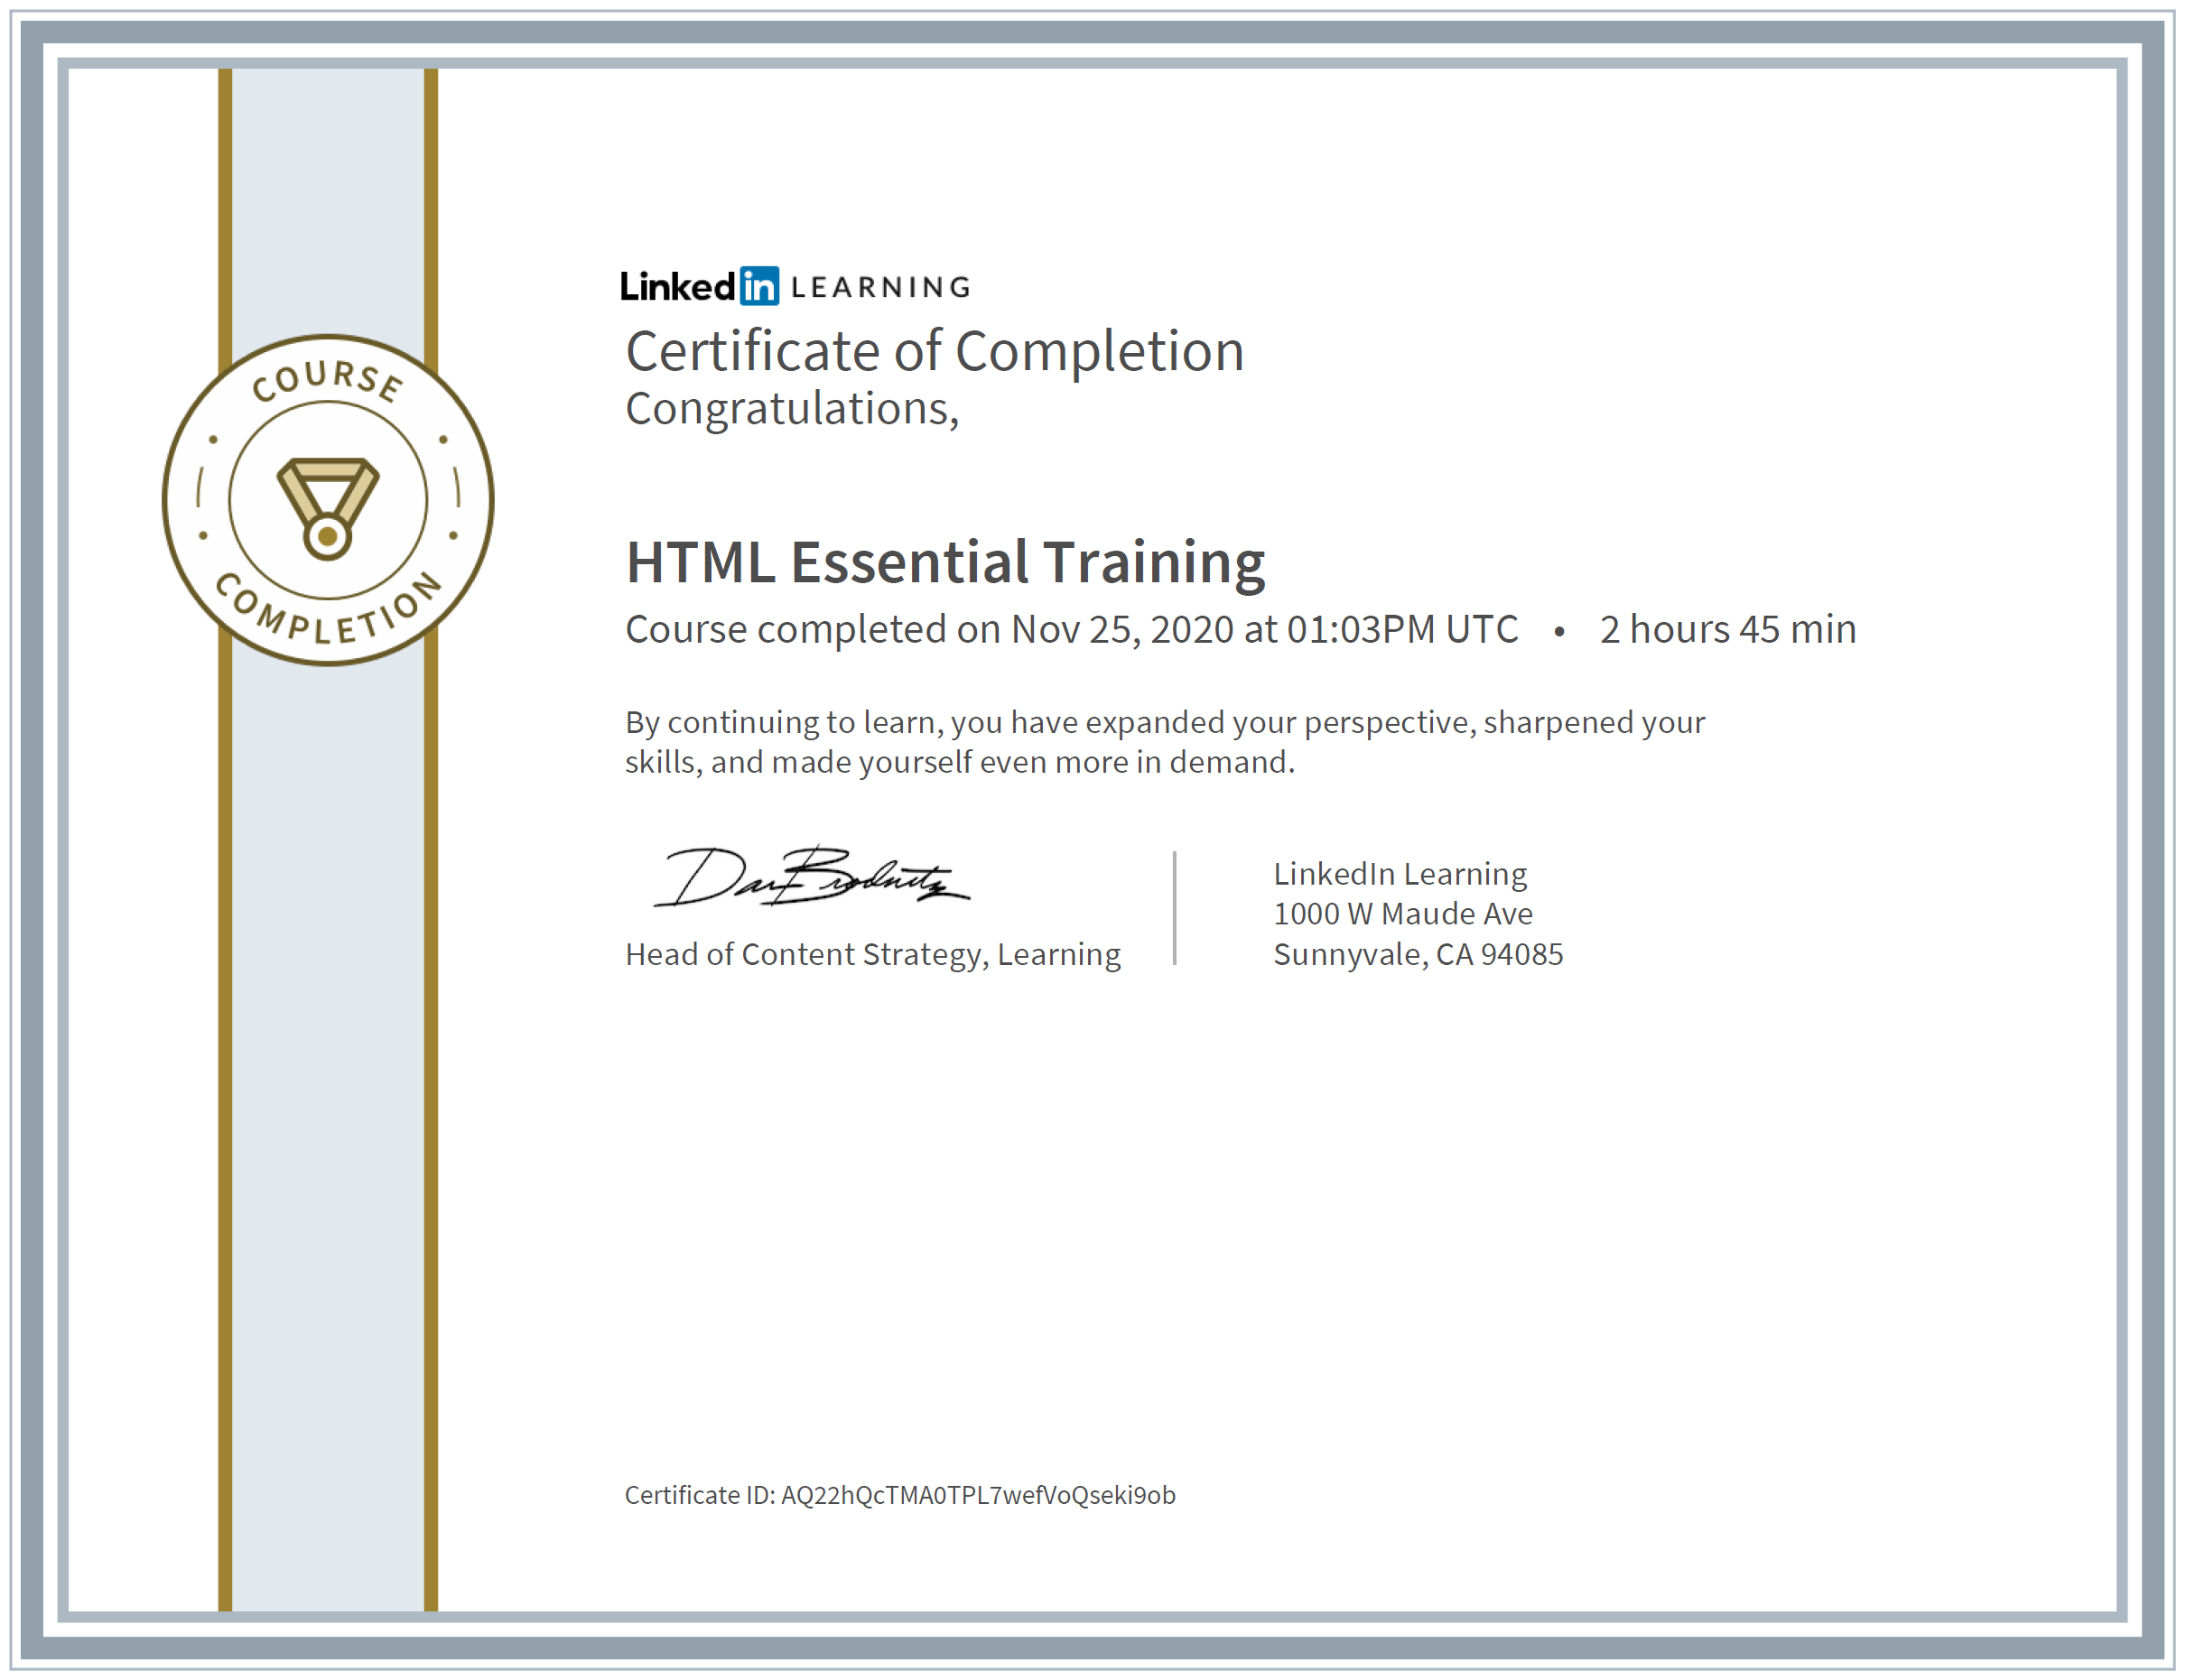 COURSE
COMPLETION
Linked in LEARNING
Certificate of Completion
Congratulations,
HTML Essential Training
Course completed on Nov 25, 2020 at 01:03PM UTC • 2 hours 45 min
By continuing to learn, you have expanded your perspective, sharpened your
skills, and made yourself even more in demand.
Dan Brodnitz
Head of Content Strategy, Learning
LinkedIn Learning
1000 W Maude Ave
Sunnyvale, CA 94085
Certificate ID: AQ22hQcTMA0TPL7wefVoQseki9ob